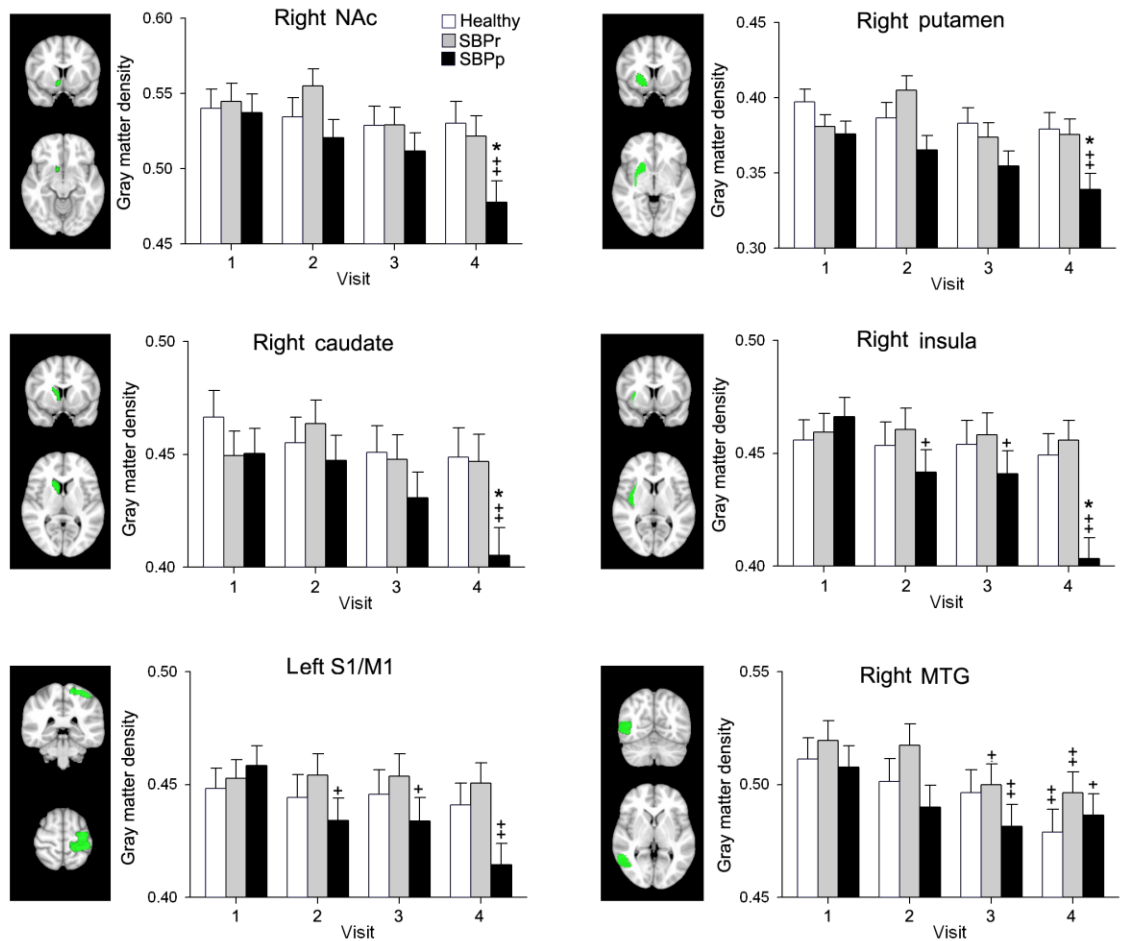 Right NAc
Healthy
SBPr
SBPp
Gray matter density
0.60
0.55
0.50
0.45
*
++
1 2 3 4
Visit
Right putamen
Gray matter density
0.45
0.40
0.35
0.30
*
++
1 2 3 4
Visit
Right caudate
Gray matter density
0.50
0.45
0.40
*
++
1 2 3 4
Visit
Right insula
Gray matter density
0.50
0.45
0.40
+ +
*
++
1 2 3 4
Visit
Left S1/M1
Gray matter density
0.50
0.45
0.40
+ + ++
1 2 3 4
Visit
Right MTG
Gray matter density
0.55
0.50
0.45
+ ++ ++ ++ +
1 2 3 4
Visit